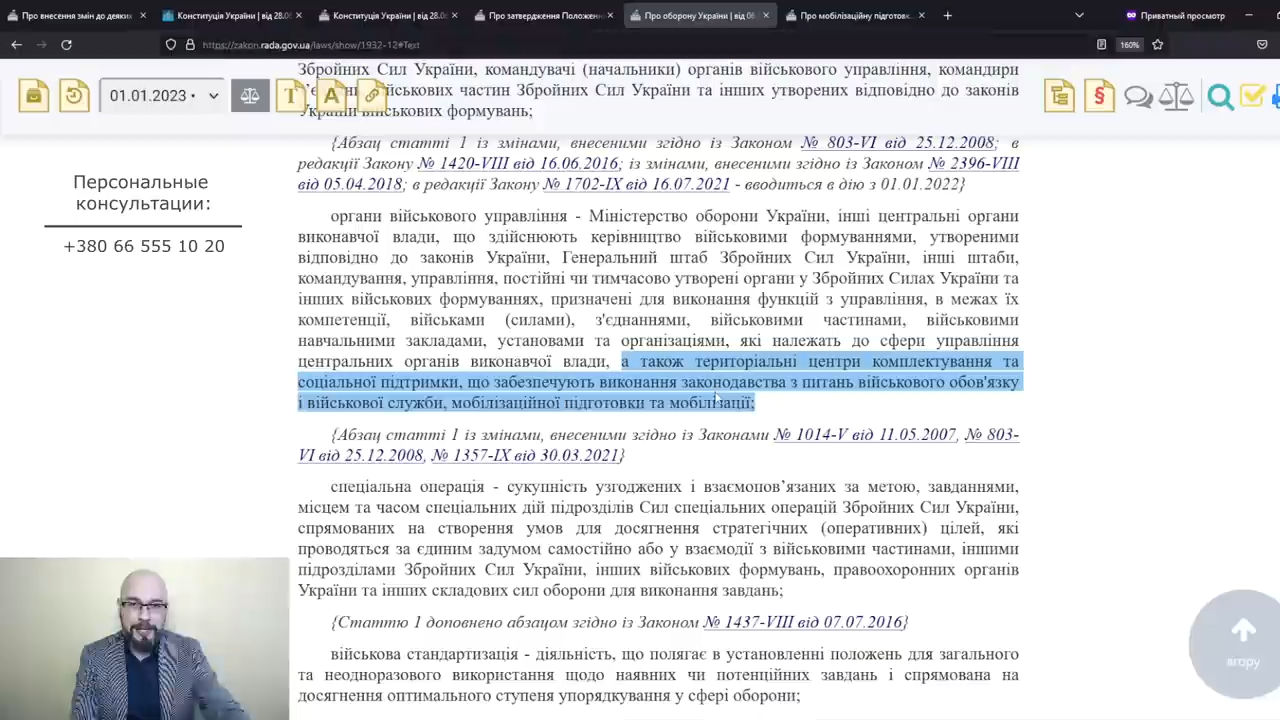 Про внесення змін до деяких
Конституція України | від 28.06
Конституція України | від 28.06
Про затвердження Положенн
Про оборону України | від 06
Про мобілізаційну підготовк
Приватный просмотр
https://zakon.rada.gov.ua/laws/show/1932-12#Text
160%
01.01.2023 •
Збройних Сил України, командувачі (начальники) органів військового управління, командири
військових частин Збройних Сил України та інших утворених відповідно до законів
України військових формувань;
{Абзац статті 1 із змінами, внесеними згідно із Законом № 803-VI від 25.12.2008; в
редакції Закону № 1420-VIII від 16.06.2016; із змінами, внесеними згідно із Законом № 2396-VIII
від 05.04.2018; в редакції Закону № 1702-IX від 16.07.2021 - вводиться в дію з 01.01.2022}
Персональные
консультации:
+380 66 555 10 20
органи військового управління - Міністерство оборони України, інші центральні органи
виконавчої влади, що здійснюють керівництво військовими формуваннями, утвореними
відповідно до законів України, Генеральний штаб Збройних Сил України, інші штаби,
командування, управління, постійні чи тимчасово утворені органи у Збройних Силах України та
інших військових формуваннях, призначені для виконання функцій з управління, в межах їх
компетенції, військами (силами), з'єднаннями, військовими частинами, військовими
навчальними закладами, установами та організаціями, які належать до сфери управління
центральних органів виконавчої влади, а також територіальні центри комплектування та
соціальної підтримки, що забезпечують виконання законодавства з питань військового обов'язку
і військової служби, мобілізаційної підготовки та мобілізації;
{Абзац статті 1 із змінами, внесеними згідно із Законами № 1014-V від 11.05.2007, № 803-
VI від 25.12.2008, № 1357-IX від 30.03.2021}
спеціальна операція - сукупність узгоджених і взаємопов’язаних за метою, завданнями,
місцем та часом спеціальних дій підрозділів Сил спеціальних операцій Збройних Сил України,
спрямованих на створення умов для досягнення стратегічних (оперативних) цілей, які
проводяться за єдиним задумом самостійно або у взаємодії з військовими частинами, іншими
підрозділами Збройних Сил України, інших військових формувань, правоохоронних органів
України та інших складових сил оборони для виконання завдань;
{Статтю 1 доповнено абзацом згідно із Законом № 1437-VIII від 07.07.2016}
військова стандартизація - діяльність, що полягає в установленні положень для загального
та неодноразового використання щодо наявних чи потенційних завдань і спрямована на
досягнення оптимального ступеня упорядкування у сфері оборони;
вгору